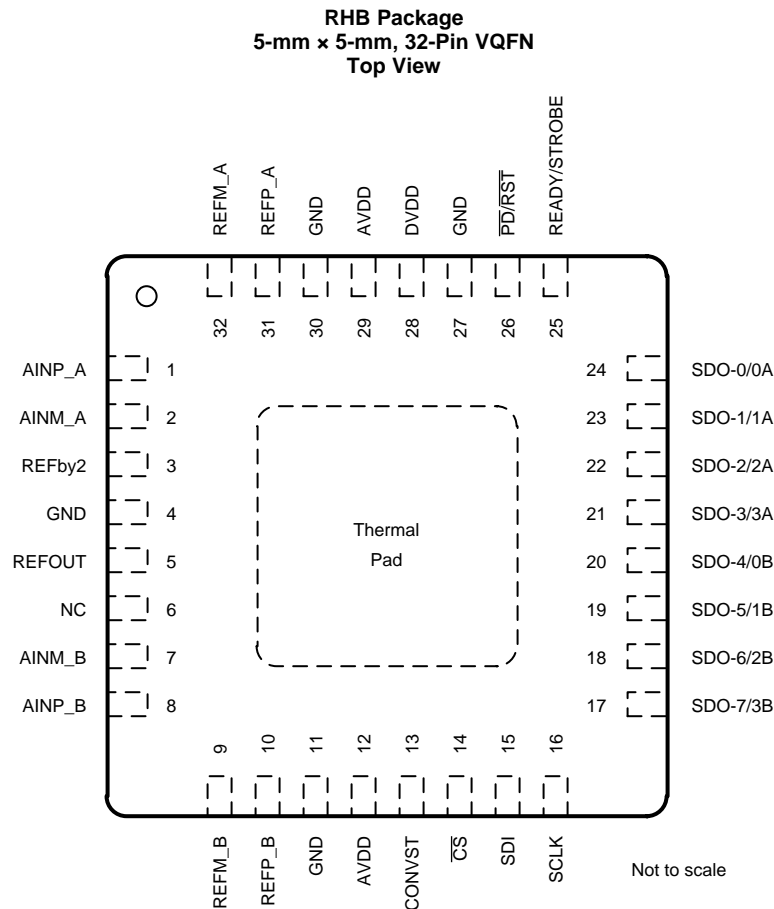 RHB Package
5-mm × 5-mm, 32-Pin VQFN
Top View
REFM_A
REFP_A
GND
AVDD
DVDD
GND
PD/RST
READY/STROBE
32
31
30
29
28
27
26
25
AINP_A 1
24 SDO-0/0A
AINM_A 2
23 SDO-1/1A
REFby2 3
22 SDO-2/2A
GND 4
21 SDO-3/3A
Thermal
Pad
REFOUT 5
20 SDO-4/0B
NC 6
19 SDO-5/1B
AINM_B 7
18 SDO-6/2B
AINP_B 8
17 SDO-7/3B
9
10
11
12
13
14
15
16
REFM_B
REFP_B
GND
AVDD
CONVST
CS
SDI
SCLK
Not to scale